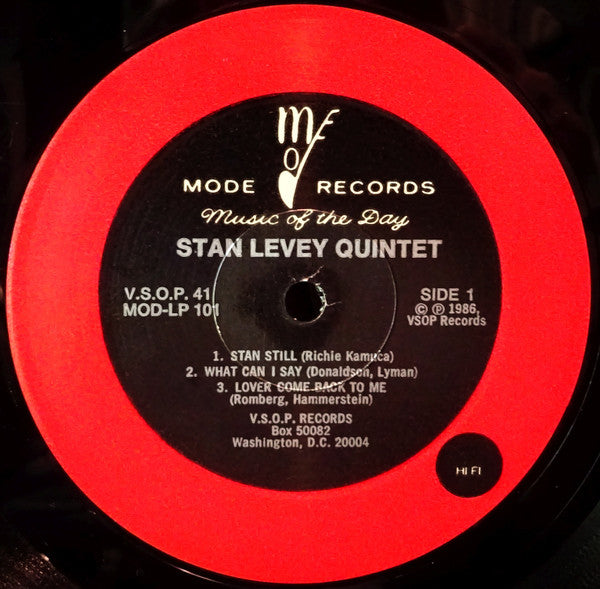 MODE
MODE RECORDS
Music of the Day
STAN LEVEY QUINTET
V.S.O.P. 41
MOD-LP 101
SIDE 1
© ℗ 1986,
VSOP Records
1. STAN STILL (Richie Kamuca)
2. WHAT CAN I SAY (Donaldson, Lyman)
3. LOVER COME BACK TO ME
(Romberg, Hammerstein)
V.S.O.P. RECORDS
Box 50082
Washington, D.C. 20004
HI FI